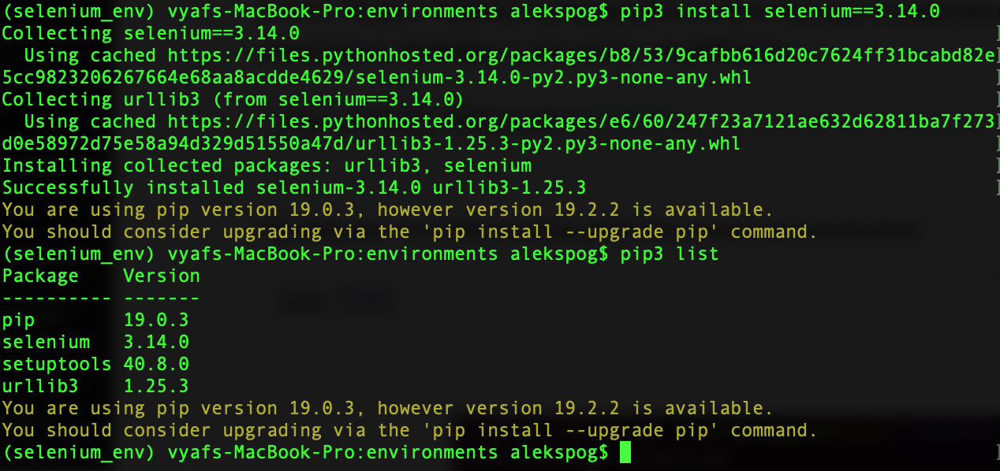 (selenium_env) vyafs-MacBook-Pro:environments alekspog$ pip3 install selenium==3.14.0
Collecting selenium==3.14.0
  Using cached https://files.pythonhosted.org/packages/b8/53/9cafbb616d20c7624ff31bcabd82e
5cc9823206267664e68aa8acdde4629/selenium-3.14.0-py2.py3-none-any.whl
Collecting urllib3 (from selenium==3.14.0)
  Using cached https://files.pythonhosted.org/packages/e6/60/247f23a7121ae632d62811ba7f273
d0e58972d75e58a94d329d51550a47d/urllib3-1.25.3-py2.py3-none-any.whl
Installing collected packages: urllib3, selenium
Successfully installed selenium-3.14.0 urllib3-1.25.3
You are using pip version 19.0.3, however version 19.2.2 is available.
You should consider upgrading via the 'pip install --upgrade pip' command.
(selenium_env) vyafs-MacBook-Pro:environments alekspog$ pip3 list
Package    Version
---------- -------
pip        19.0.3
selenium   3.14.0
setuptools 40.8.0
urllib3    1.25.3
You are using pip version 19.0.3, however version 19.2.2 is available.
You should consider upgrading via the 'pip install --upgrade pip' command.
(selenium_env) vyafs-MacBook-Pro:environments alekspog$